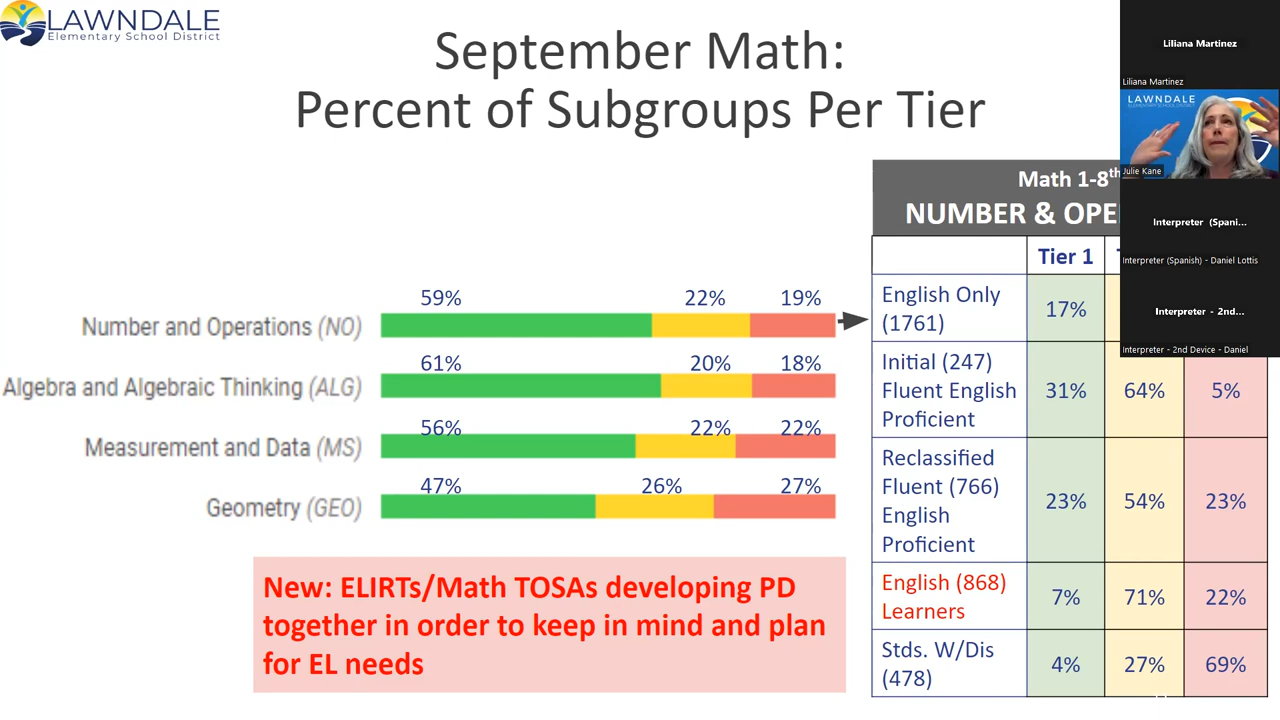 LAWNDALE
Elementary School District
September Math:
Percent of Subgroups Per Tier
Number and Operations (NO)
59% 22% 19%
Algebra and Algebraic Thinking (ALG)
61% 20% 18%
Measurement and Data (MS)
56% 22% 22%
Geometry (GEO)
47% 26% 27%
New: ELIRTs/Math TOSAs developing PD
together in order to keep in mind and plan
for EL needs
Math 1-8th
NUMBER & OPE
Tier 1
English Only
(1761)
17%
Initial (247)
Fluent English
Proficient
31% 64% 5%
Reclassified
Fluent (766)
English
Proficient
23% 54% 23%
English (868)
Learners
7% 71% 22%
Stds. W/Dis
(478)
4% 27% 69%
Liliana Martinez
Liliana Martinez
LAWNDALE
Julie Kane
Interpreter (Spani...
Interpreter (Spanish) - Daniel Lottis
Interpreter - 2nd...
Interpreter - 2nd Device - Daniel